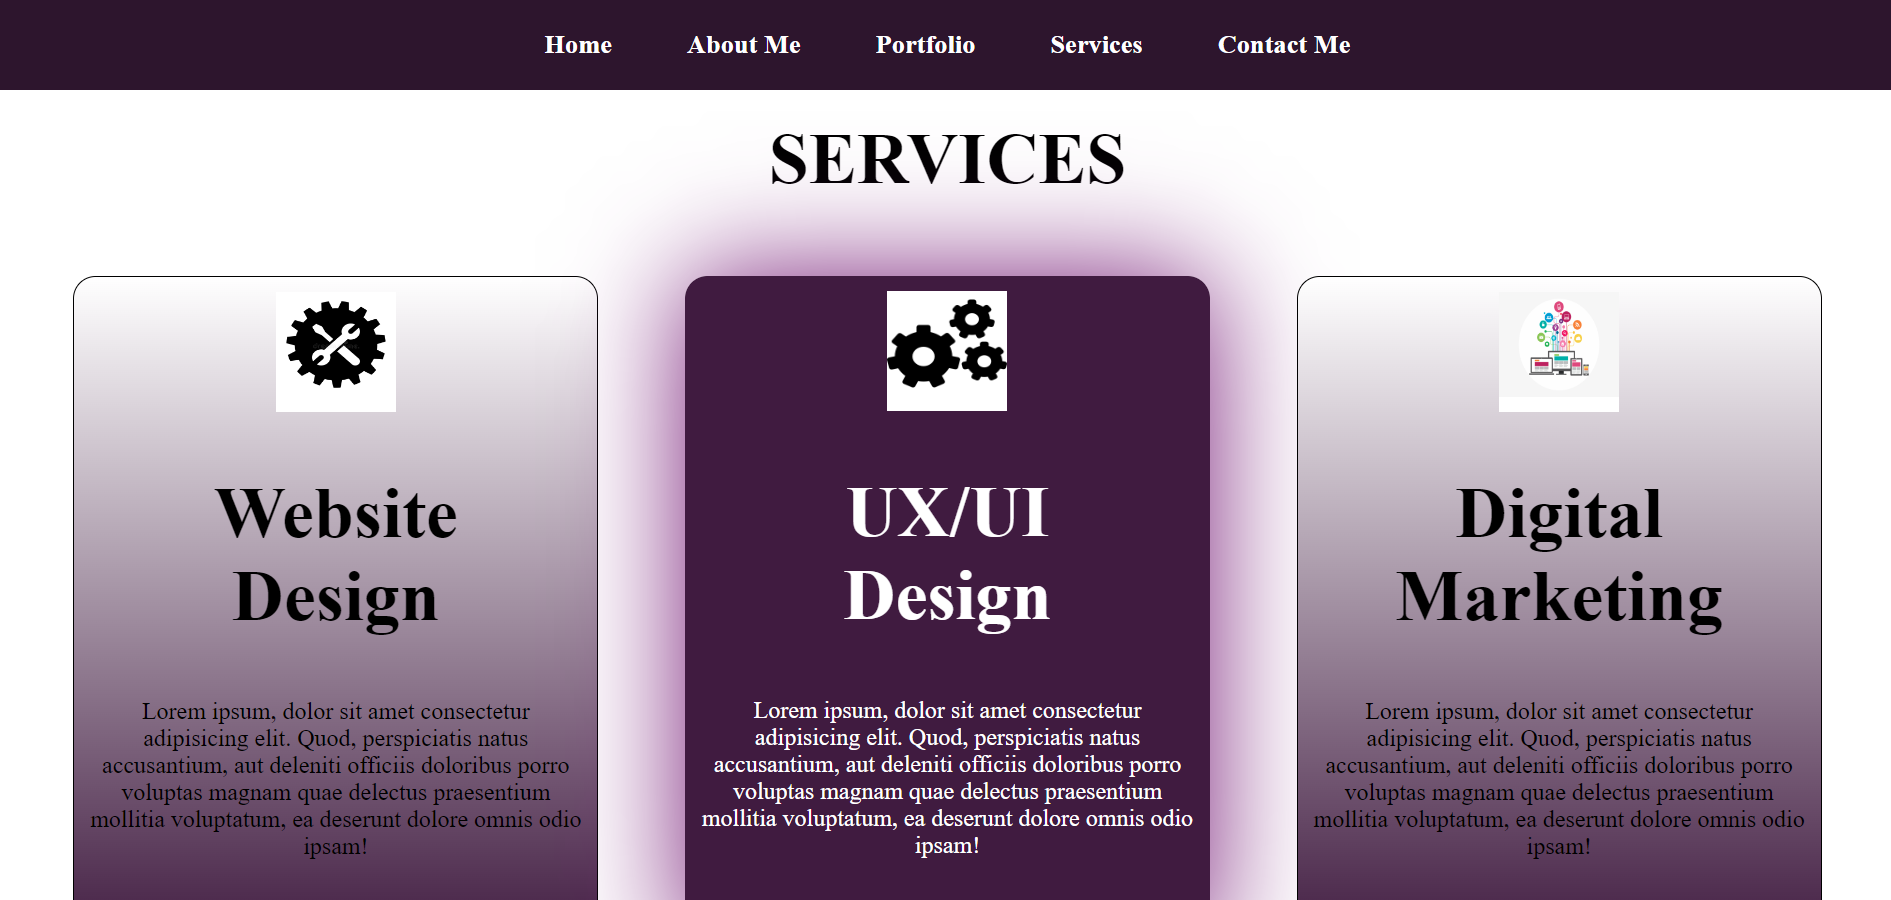 Home About Me Portfolio Services Contact Me
SERVICES
Website
Design
Lorem ipsum, dolor sit amet consectetur
adipisicing elit. Quod, perspiciatis natus
accusantium, aut deleniti officiis doloribus porro
voluptas magnam quae delectus praesentium
mollitia voluptatum, ea deserunt dolore omnis odio
ipsam!
UX/UI
Design
Lorem ipsum, dolor sit amet consectetur
adipisicing elit. Quod, perspiciatis natus
accusantium, aut deleniti officiis doloribus porro
voluptas magnam quae delectus praesentium
mollitia voluptatum, ea deserunt dolore omnis odio
ipsam!
Digital
Marketing
Lorem ipsum, dolor sit amet consectetur
adipisicing elit. Quod, perspiciatis natus
accusantium, aut deleniti officiis doloribus porro
voluptas magnam quae delectus praesentium
mollitia voluptatum, ea deserunt dolore omnis odio
ipsam!